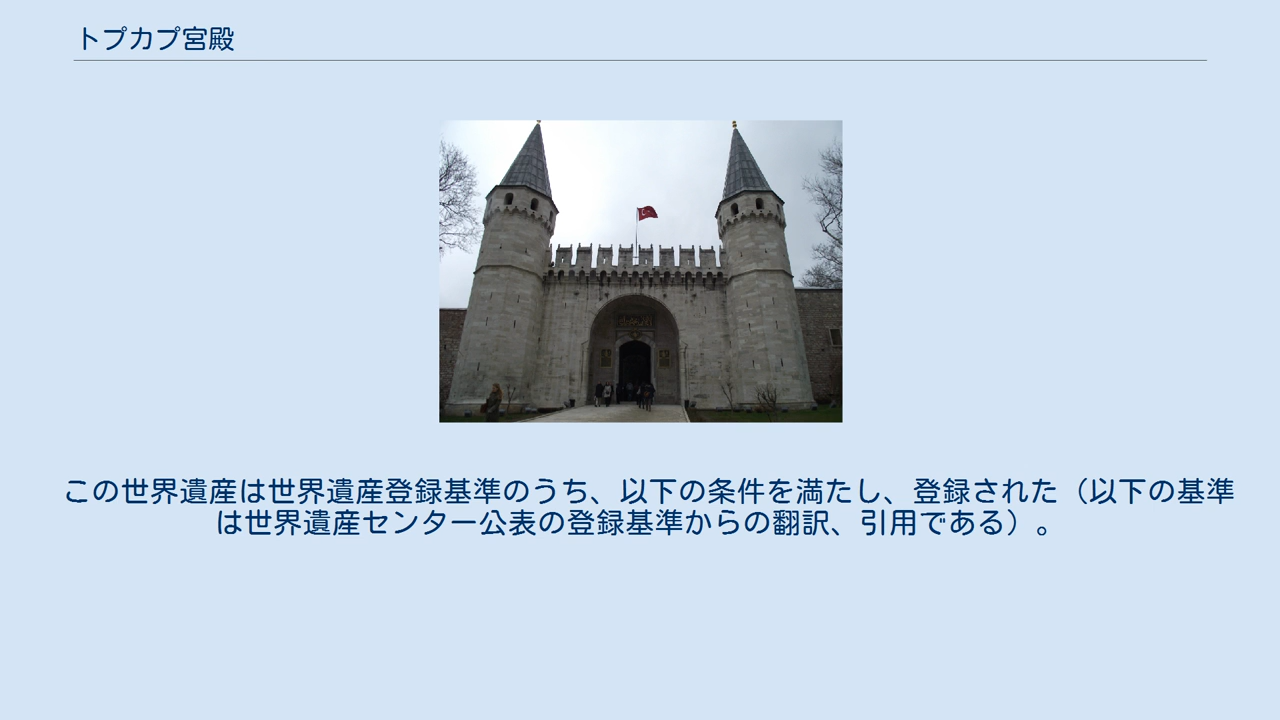 トプカプ宮殿
この世界遺産は世界遺産登録基準のうち、以下の条件を満たし、登録された（以下の基準
は世界遺産センター公表の登録基準からの翻訳、引用である）。